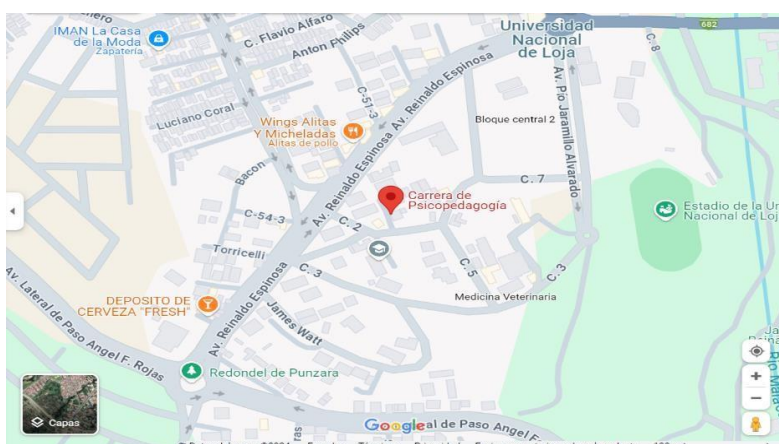 IMAN La Casa
de la Moda
Zapatería
C. Flavio Alfaro
Anton Philips
Universidad
Nacional
de Loja
682
C. 8
Luciano Coral
C-51-3
Av. Reinaldo Espinosa
Av. Pio Jaramillo Alvarado
Bloque central 2
Wings Alitas
Y Micheladas
Alitas de pollo
Bacon
Av. Reinaldo Espinosa
C. 7
Carrera de
Psicopedagogía
Estadio de la Un
Nacional de Loj
C-54-3
C. 2
Torricelli
C. 3
C. 5
C. 3
Av. Lateral de Paso Angel F. Rojas
DEPOSITO DE
CERVEZA "FRESH"
Av. Reinaldo Espinosa
James Watt
Medicina Veterinaria
Redondel de Punzara
Capas
Google
al de Paso Angel F.